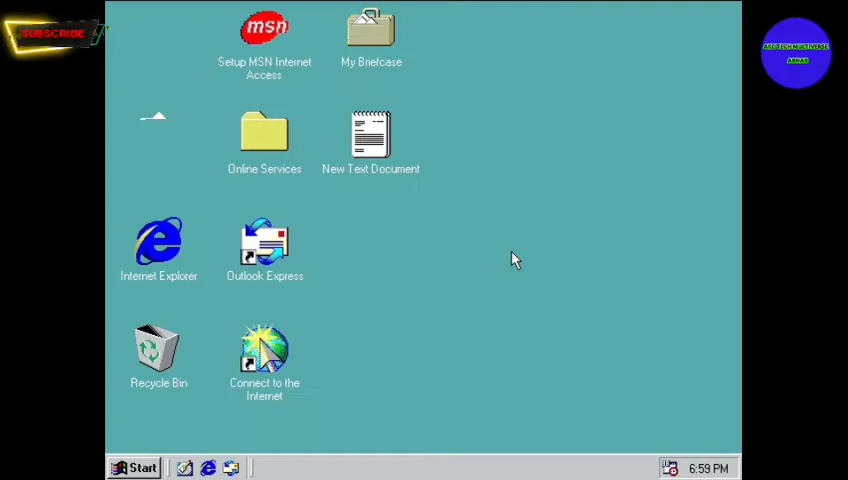 SUBSCRIBE
msn
Setup MSN Internet
Access
My Briefcase
Online Services
New Text Document
Internet Explorer
Outlook Express
Recycle Bin
Connect to the
Internet
Start
6:59 PM